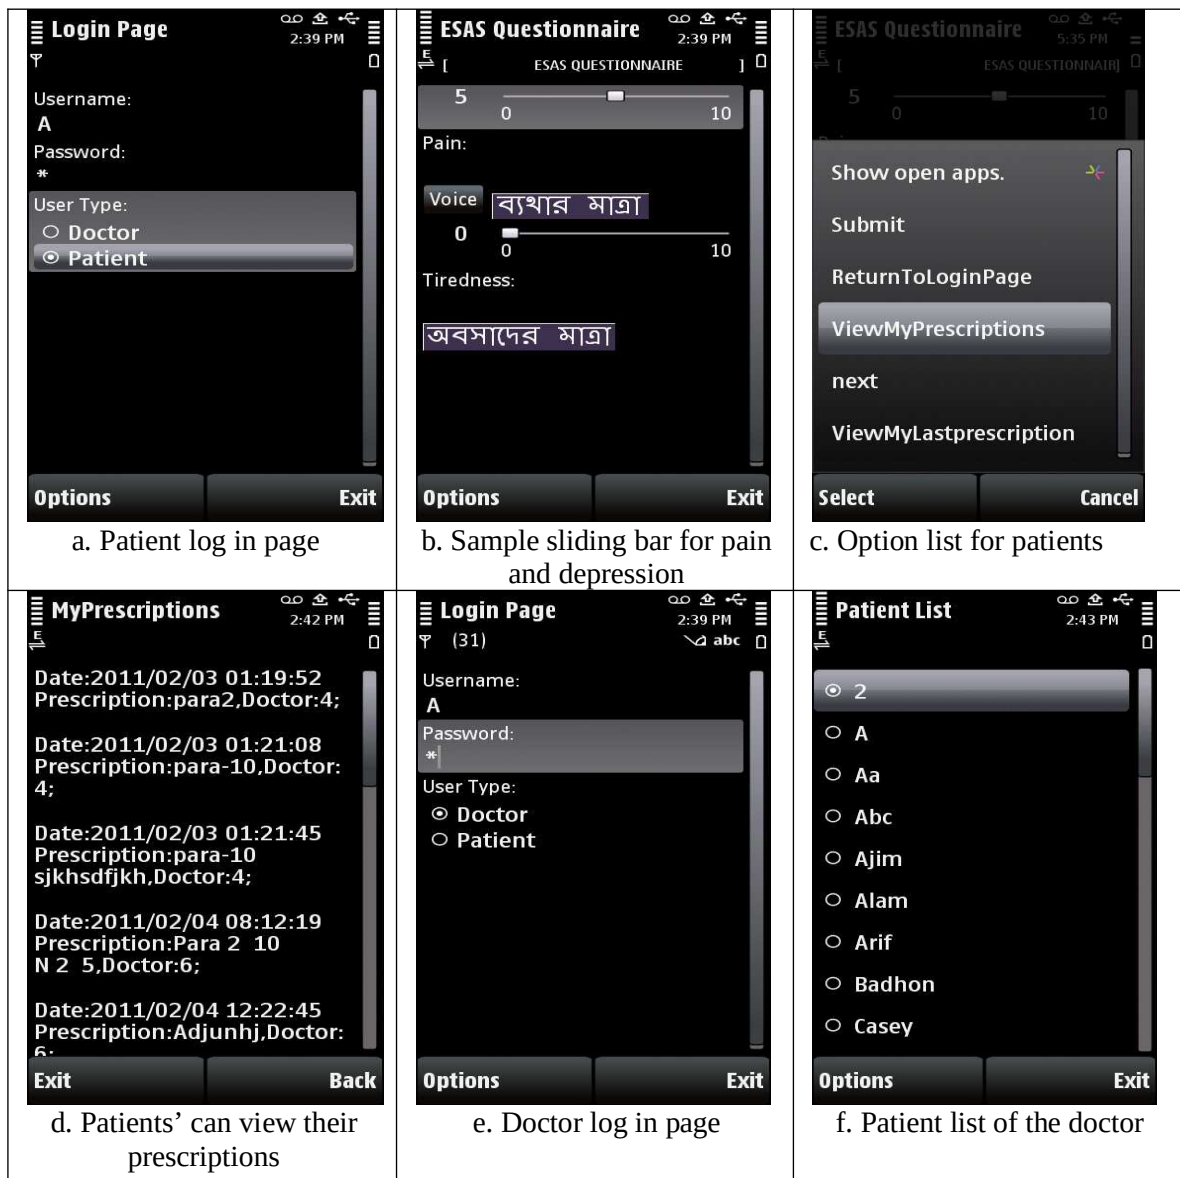 Login Page
2:39 PM
Username:
A
Password:
*
User Type:
Doctor
Patient
Options Exit
a. Patient log in page
ESAS Questionnaire
2:39 PM
E [ ESAS QUESTIONNAIRE ]
5
0 10
Pain:
Voice ব্যথার মাত্রা
0
0 10
Tiredness:
অবসাদের মাত্রা
Options Exit
b. Sample sliding bar for pain
and depression
ESAS Questionnaire
5:35 PM
E [ ESAS QUESTIONNAIR]
5
0 10
Show open apps.
Submit
ReturnToLoginPage
ViewMyPrescriptions
next
ViewMyLastprescription
Select Cancel
c. Option list for patients
MyPrescriptions
2:42 PM
E
Date:2011/02/03 01:19:52
Prescription:para2,Doctor:4;
Date:2011/02/03 01:21:08
Prescription:para-10,Doctor:
4;
Date:2011/02/03 01:21:45
Prescription:para-10
sjkhsdfjkh,Doctor:4;
Date:2011/02/04 08:12:19
Prescription:Para 2 10
N 2 5,Doctor:6;
Date:2011/02/04 12:22:45
Prescription:Adjunhj,Doctor:
6;
Exit Back
d. Patients’ can view their
prescriptions
Login Page
2:39 PM
(31) abc
Username:
A
Password:
*
User Type:
Doctor
Patient
Options Exit
e. Doctor log in page
Patient List
2:43 PM
E
2
A
Aa
Abc
Ajim
Alam
Arif
Badhon
Casey
Options Exit
f. Patient list of the doctor